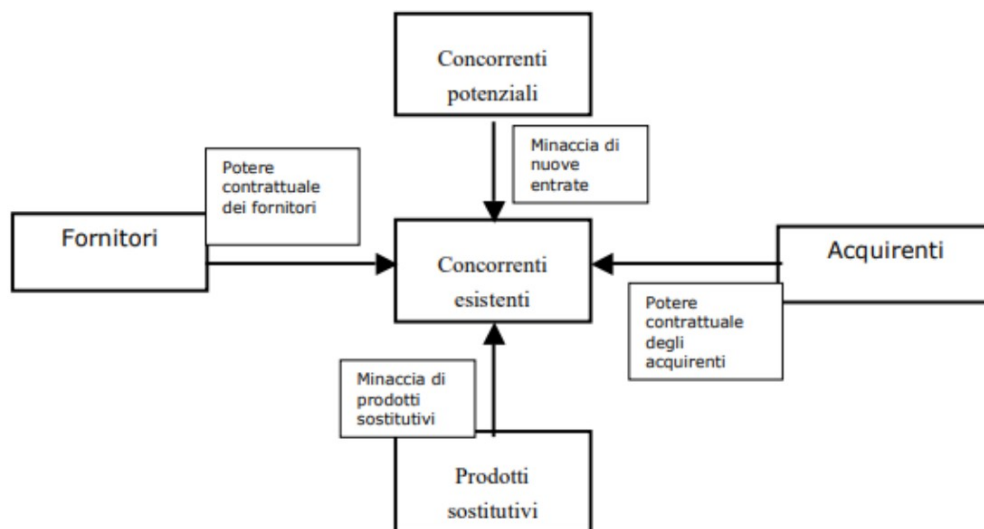 Concorrenti
potenziali
Minaccia di
nuove
entrate
Potere
contrattuale
dei fornitori
Fornitori
Concorrenti
esistenti
Acquirenti
Potere
contrattuale
degli
acquirenti
Minaccia di
prodotti
sostitutivi
Prodotti
sostitutivi